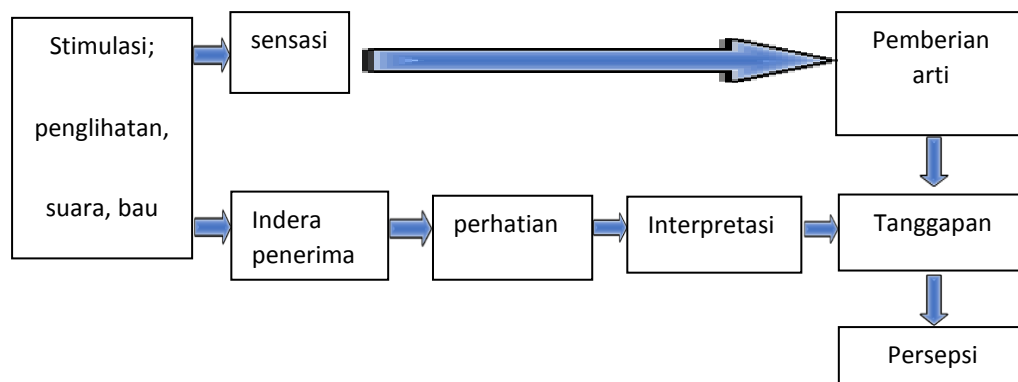 Stimulasi;
penglihatan,
suara, bau
sensasi
Pemberian
arti
Indera
penerima
perhatian
Interpretasi
Tanggapan
Persepsi